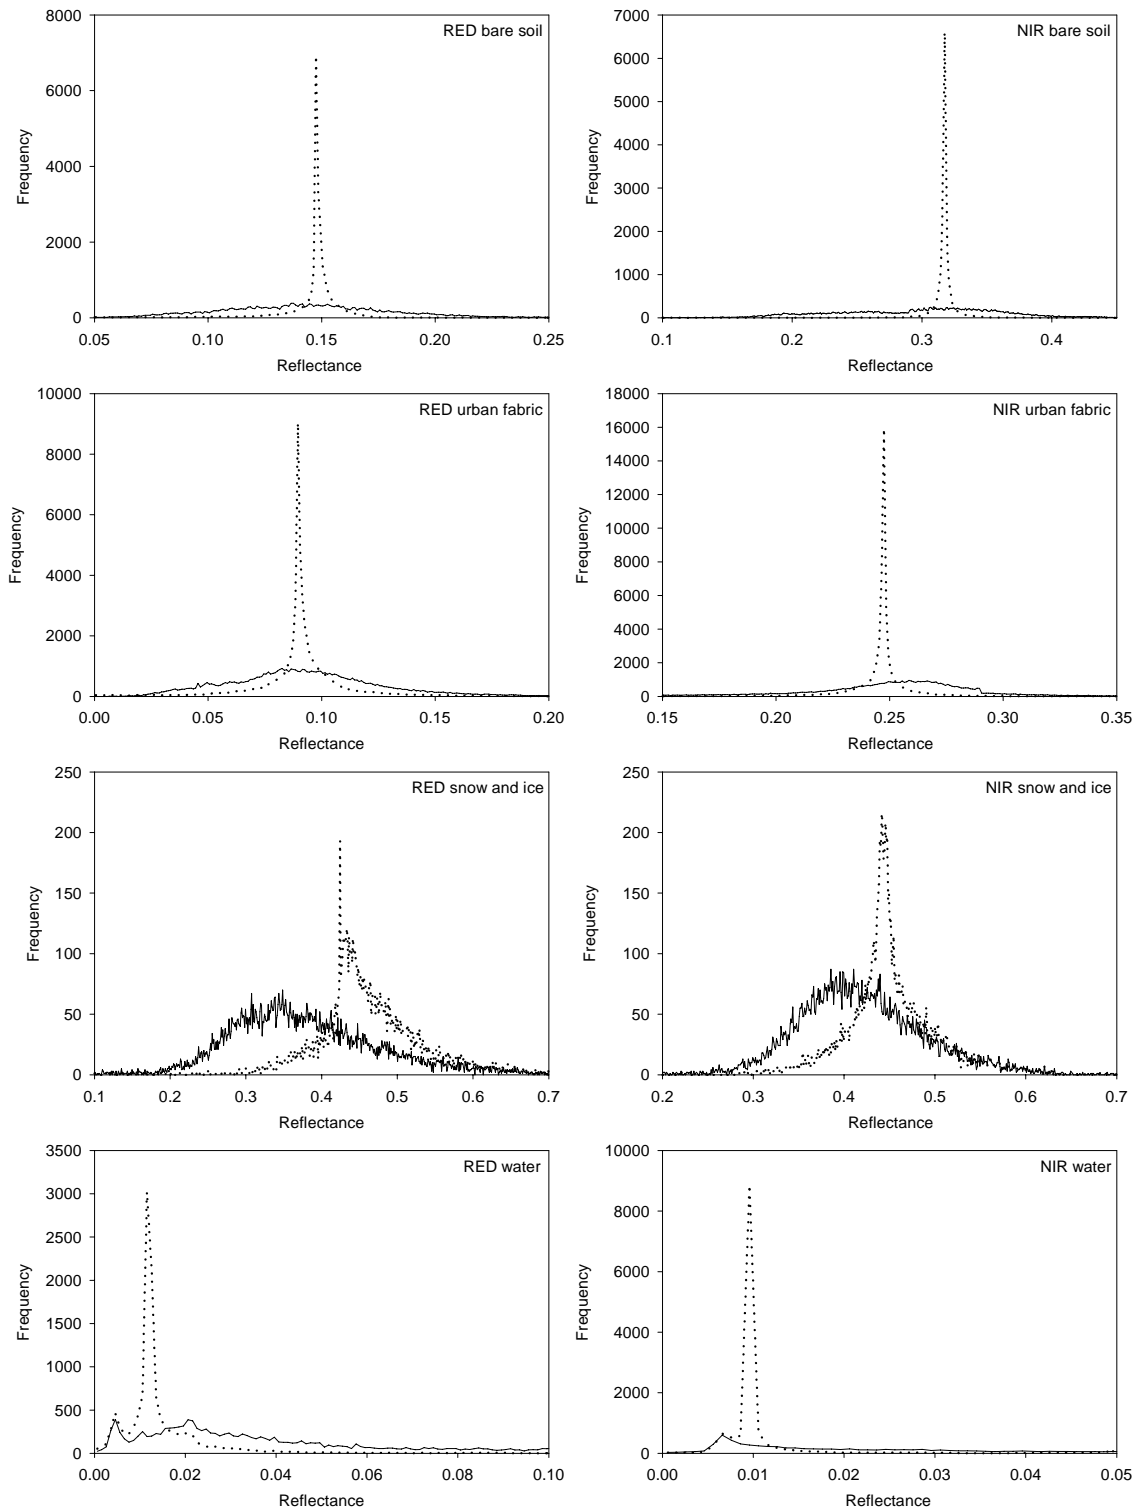 RED bare soil
8000
6000
4000
2000
0
Frequency
0.05 0.10 0.15 0.20 0.25
Reflectance
NIR bare soil
7000
6000
5000
4000
3000
2000
1000
0
Frequency
0.1 0.2 0.3 0.4
Reflectance
RED urban fabric
10000
8000
6000
4000
2000
0
Frequency
0.00 0.05 0.10 0.15 0.20
Reflectance
NIR urban fabric
18000
16000
14000
12000
10000
8000
6000
4000
2000
0
Frequency
0.15 0.20 0.25 0.30 0.35
Reflectance
RED snow and ice
250
200
150
100
50
0
Frequency
0.1 0.2 0.3 0.4 0.5 0.6 0.7
Reflectance
NIR snow and ice
250
200
150
100
50
0
Frequency
0.2 0.3 0.4 0.5 0.6 0.7
Reflectance
RED water
3500
3000
2500
2000
1500
1000
500
0
Frequency
0.00 0.02 0.04 0.06 0.08 0.10
Reflectance
NIR water
10000
8000
6000
4000
2000
0
Frequency
0.00 0.01 0.02 0.03 0.04 0.05
Reflectance